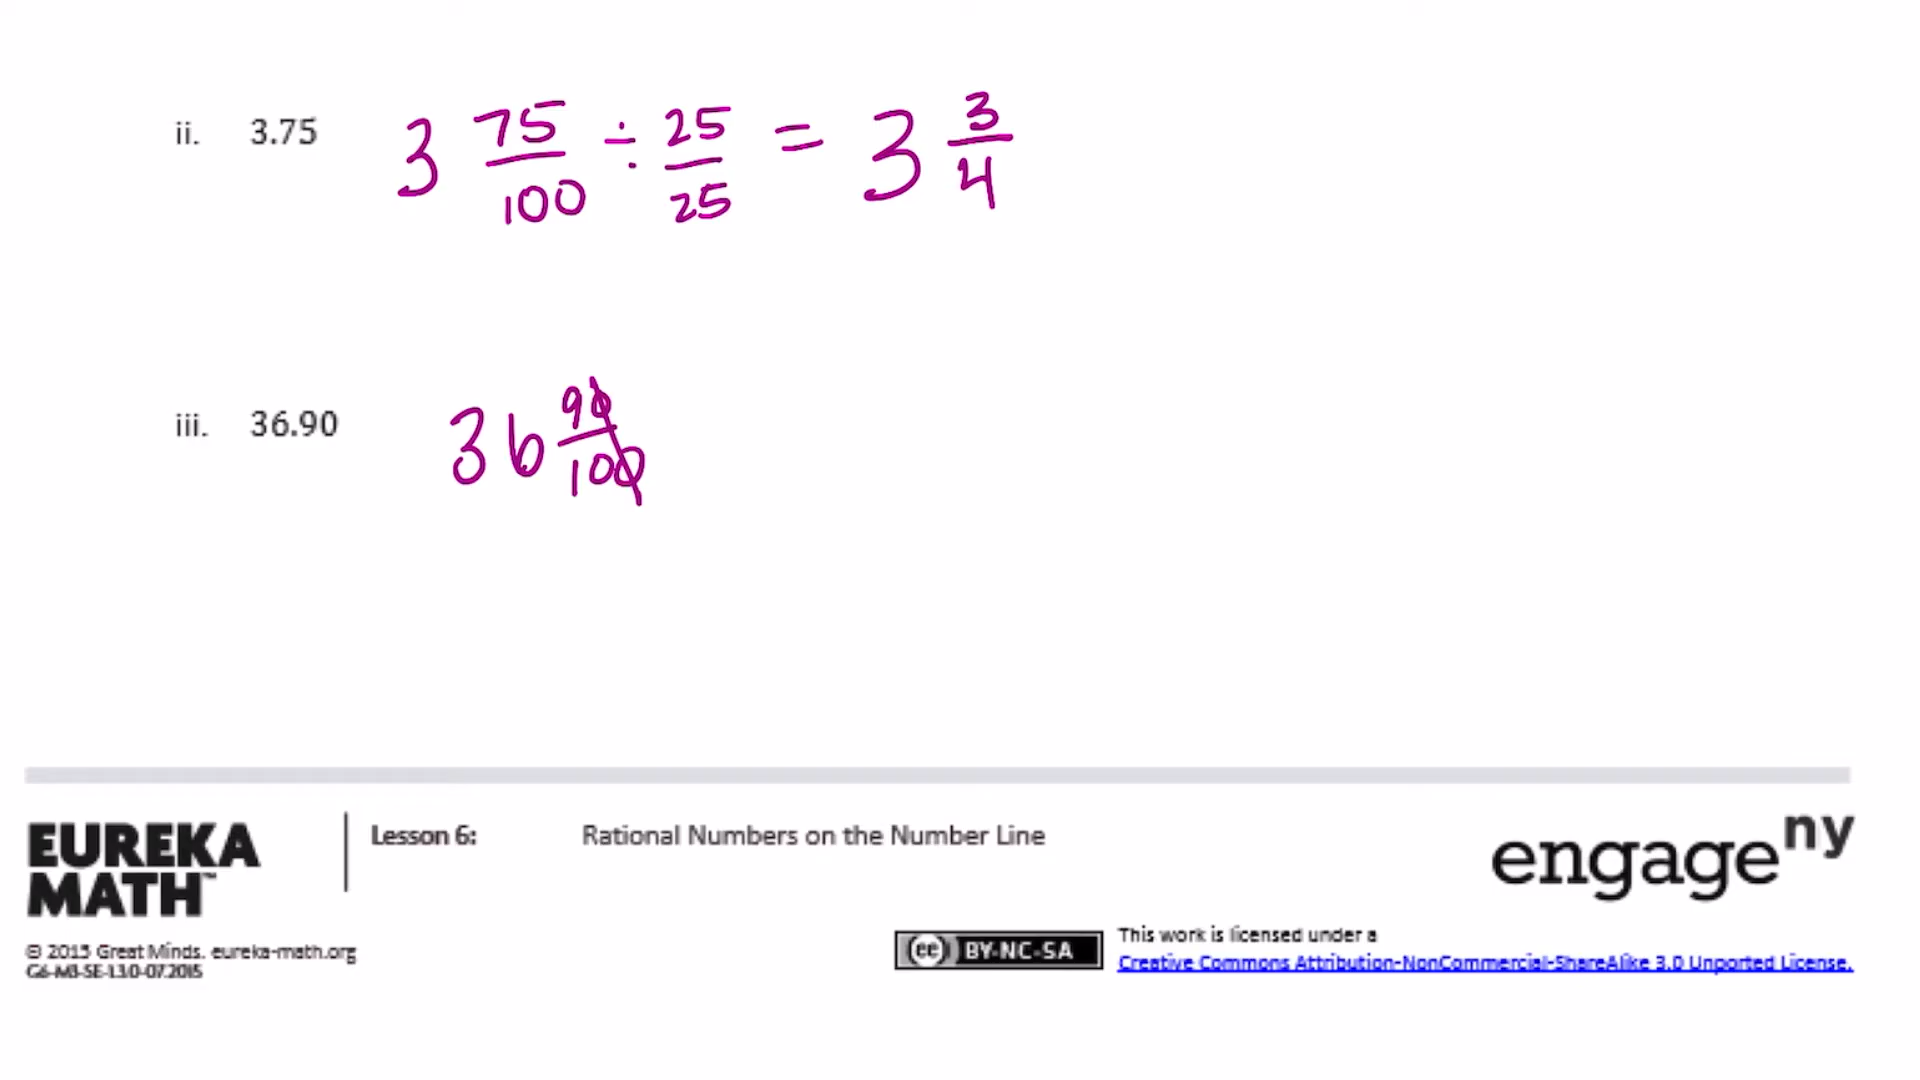 ii. 3.75 3 75/100 ÷ 25/25 = 3 3/4
iii. 36.90 36 90/100
EUREKA MATH™
Lesson 6: Rational Numbers on the Number Line
engage ny
© 2015 Great Minds. eureka-math.org
G6-M3-SE-1.3.0-07.2015
cc BY-NC-SA
This work is licensed under a
Creative Commons Attribution-NonCommercial-ShareAlike 3.0 Unported License.